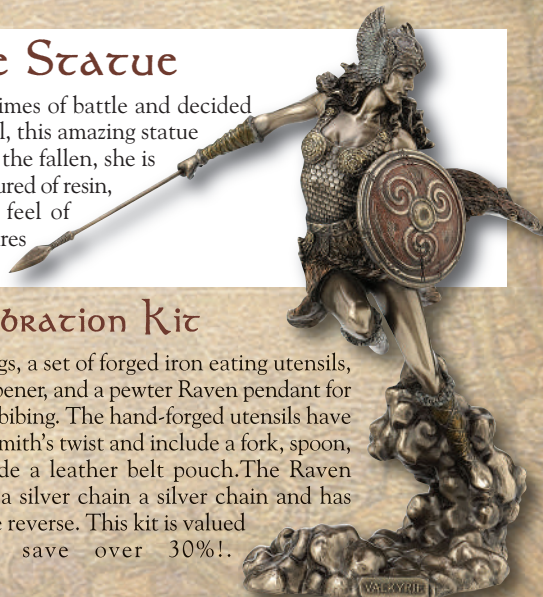 e Statue
imes of battle and decided
l, this amazing statue
the fallen, she is
ured of resin,
feel of
res
bration Kit
gs, a set of forged iron eating utensils,
pener, and a pewter Raven pendant for
bibing. The hand-forged utensils have
mith's twist and include a fork, spoon,
de a leather belt pouch.The Raven
a silver chain a silver chain and has
e reverse. This kit is valued
save over 30%!.
VALKYRIE